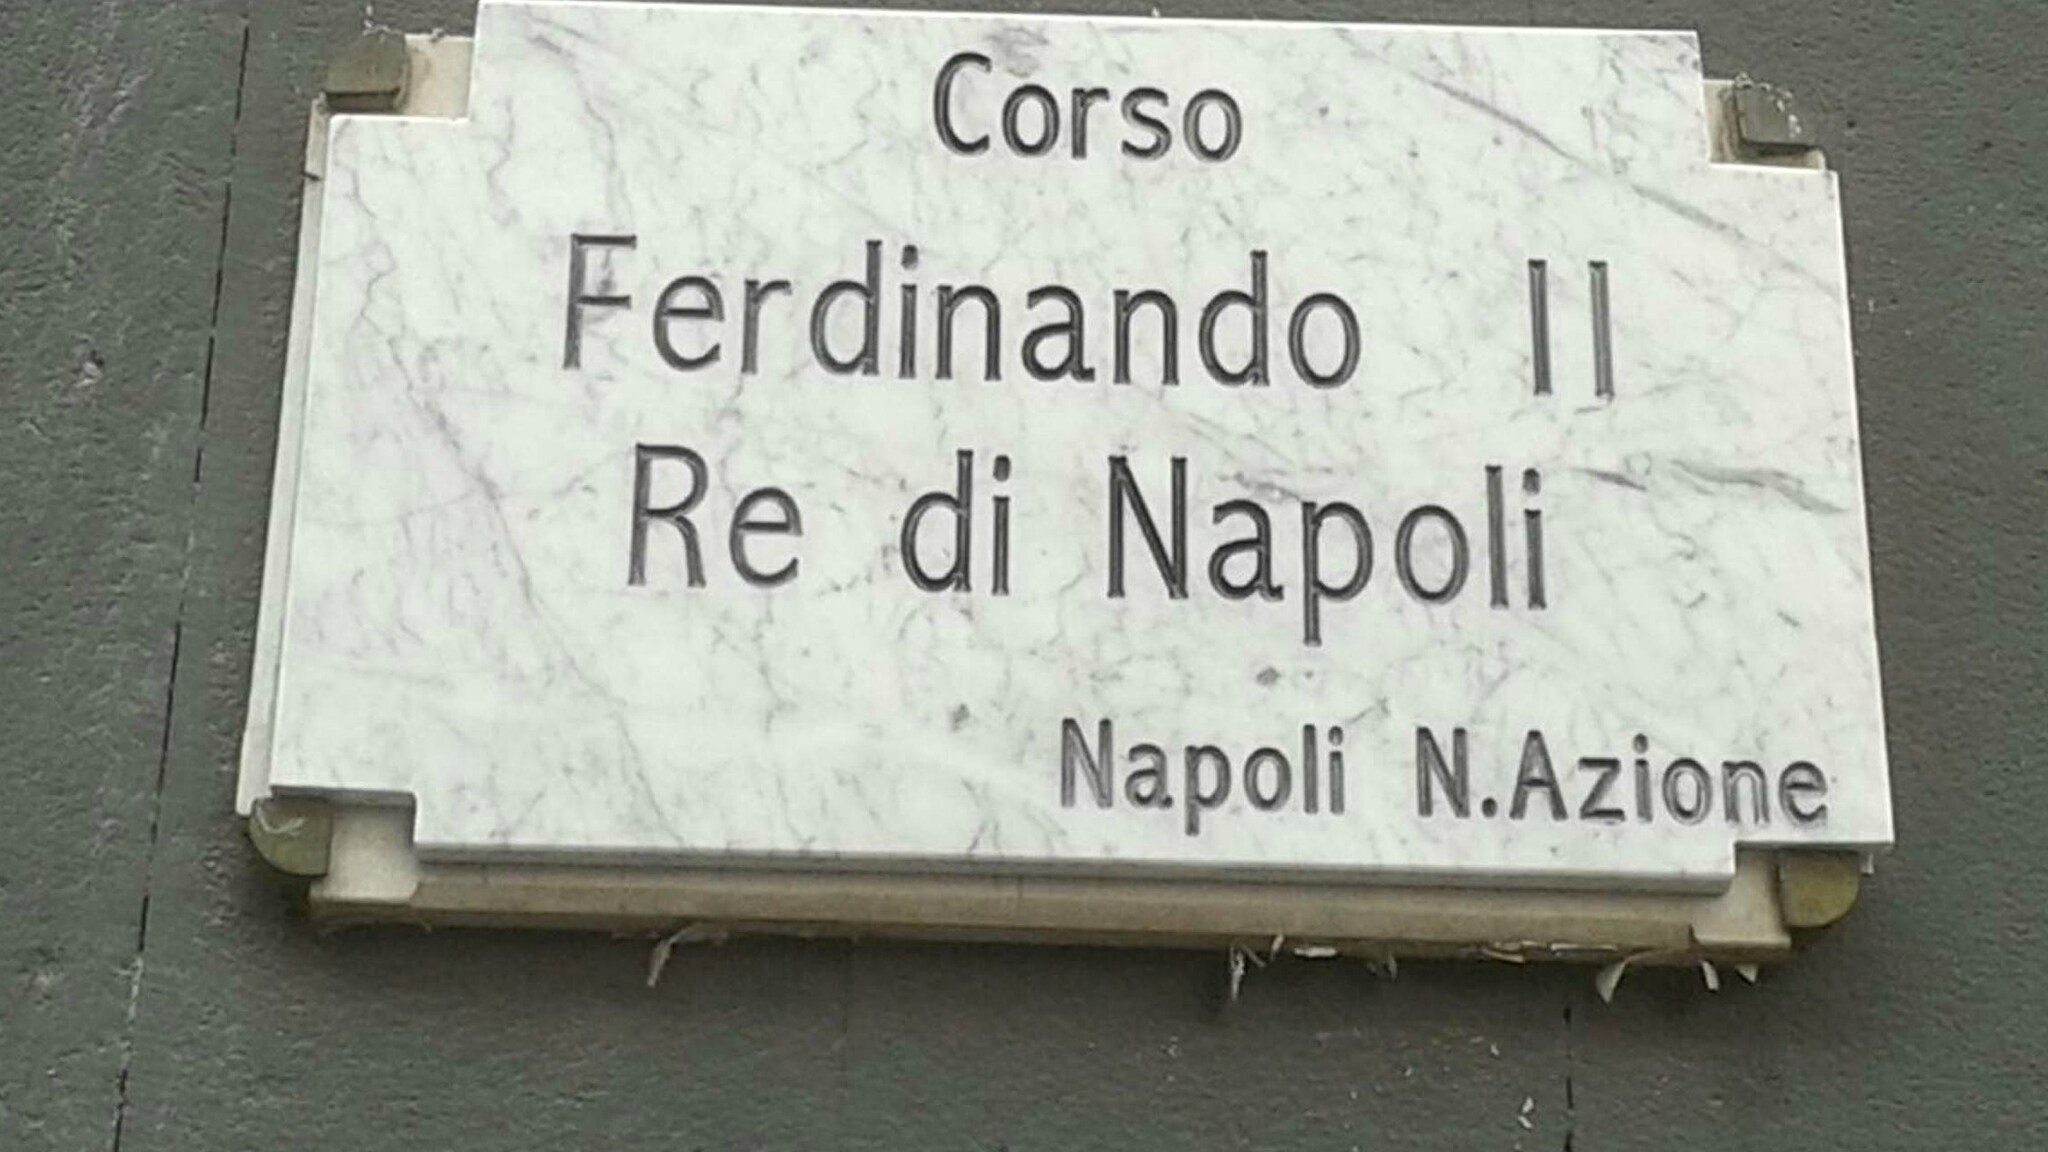 Corso
Ferdinando II
Re di Napoli
Napoli N.Azione